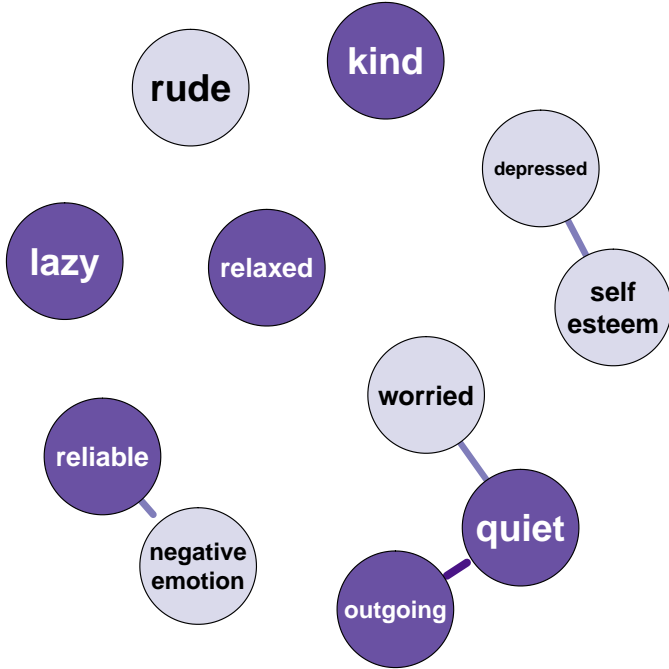 kind
rude
depressed
lazy
relaxed
self
esteem
worried
reliable
quiet
negative
emotion
outgoing